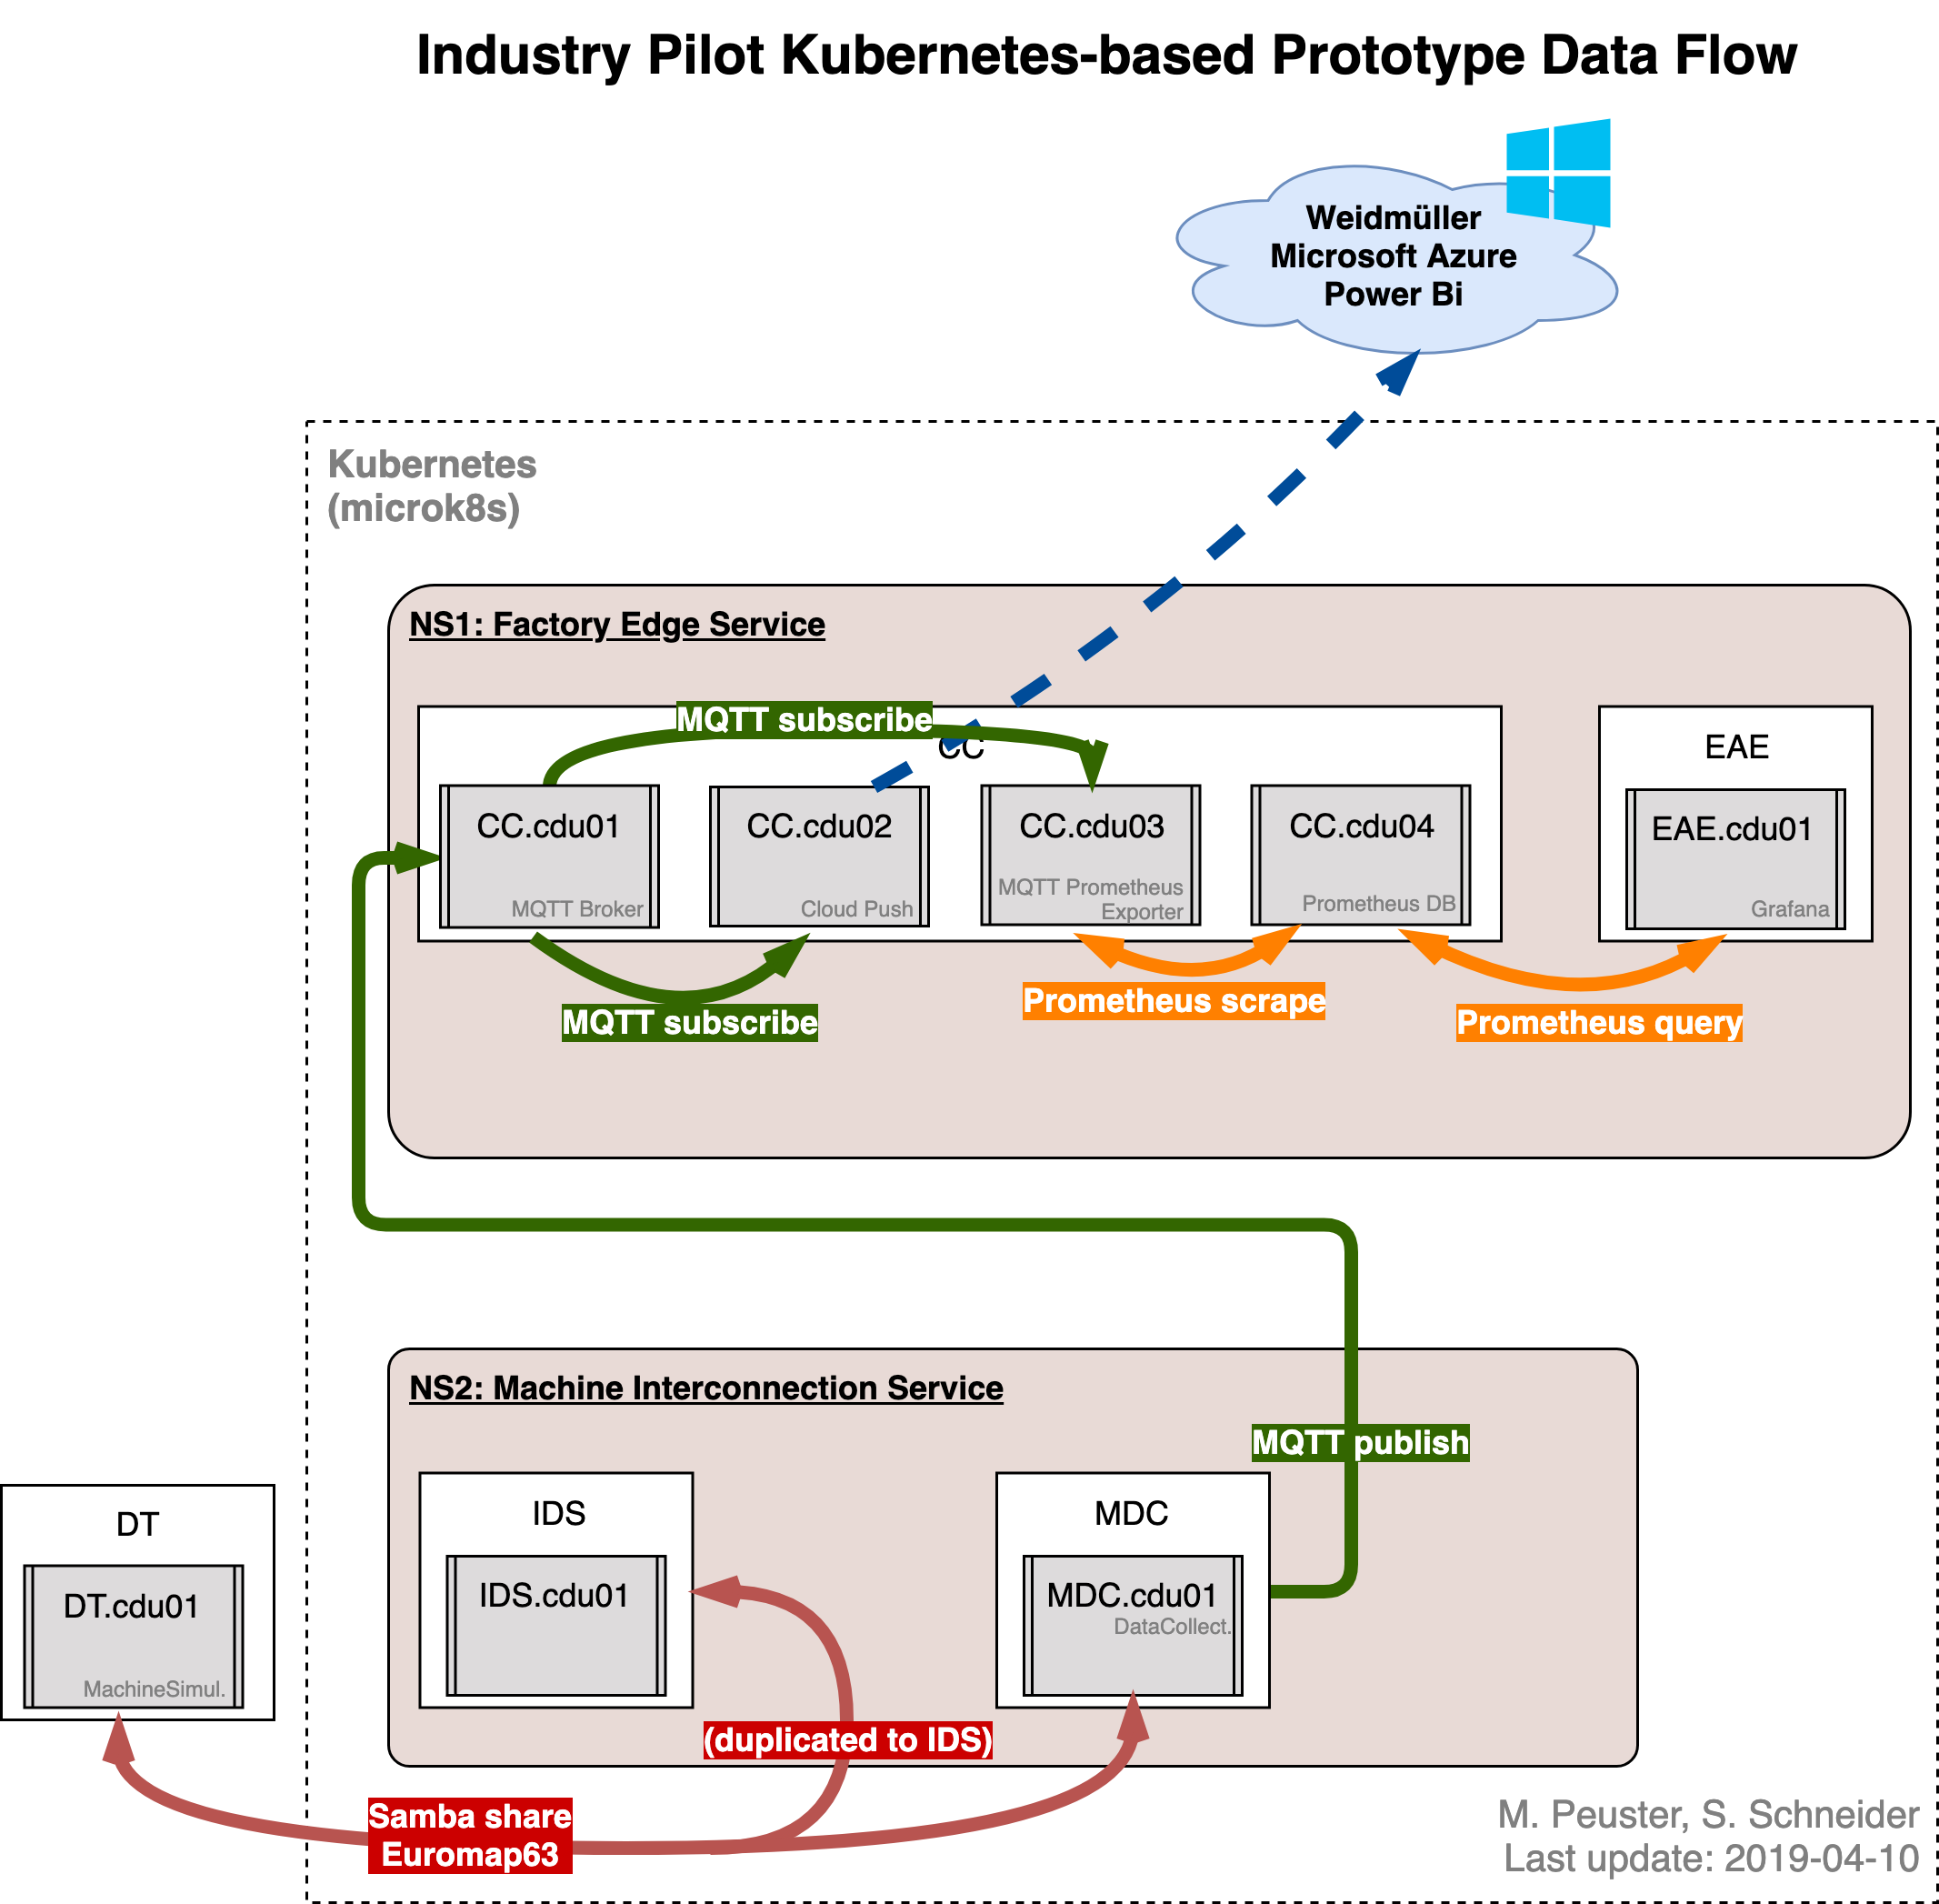 Industry Pilot Kubernetes-based Prototype Data Flow
Weidmüller
Microsoft Azure
Power Bi
Kubernetes
(microk8s)
NS1: Factory Edge Service
MQTT subscribe
CC
EAE
CC.cdu01
MQTT Broker
CC.cdu02
Cloud Push
CC.cdu03
MQTT Prometheus
Exporter
CC.cdu04
Prometheus DB
EAE.cdu01
Grafana
MQTT subscribe
Prometheus scrape
Prometheus query
NS2: Machine Interconnection Service
MQTT publish
DT
DT.cdu01
MachineSimul.
IDS
IDS.cdu01
MDC
MDC.cdu01
DataCollect.
(duplicated to IDS)
Samba share
Euromap63
M. Peuster, S. Schneider
Last update: 2019-04-10